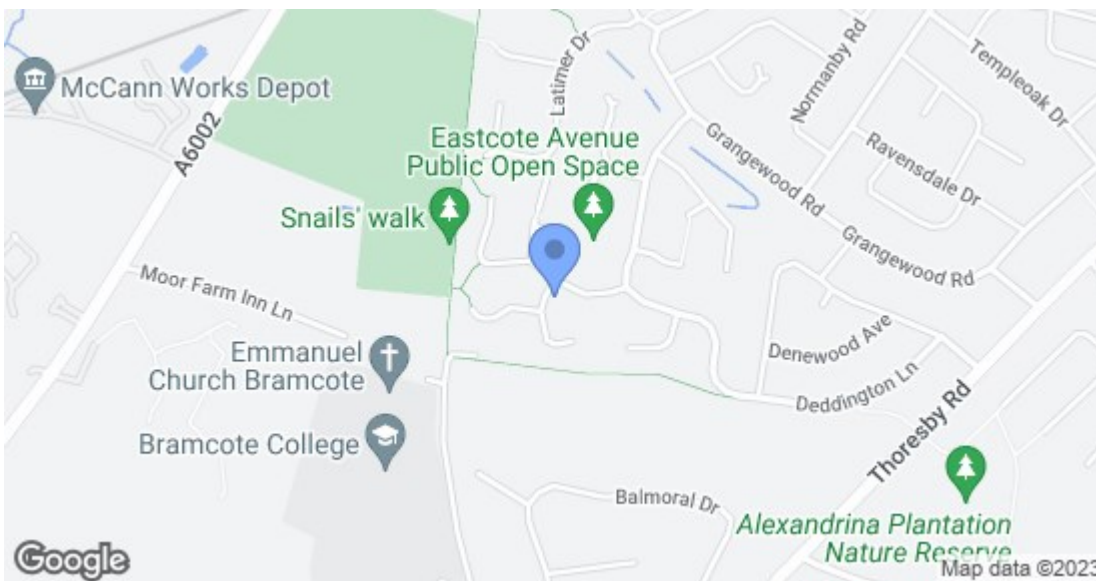 McCann Works Depot
A6002
Latimer Dr
Normanby Rd
Templeoak Dr
Eastcote Avenue
Public Open Space
Grangewood Rd
Ravensdale Dr
Snails' walk
Grangewood Rd
Moor Farm Inn Ln
Emmanuel
Church Bramcote
Denewood Ave
Deddington Ln
Bramcote College
Thoresby Rd
Balmoral Dr
Alexandrina Plantation
Nature Reserve
Google
Map data ©2023